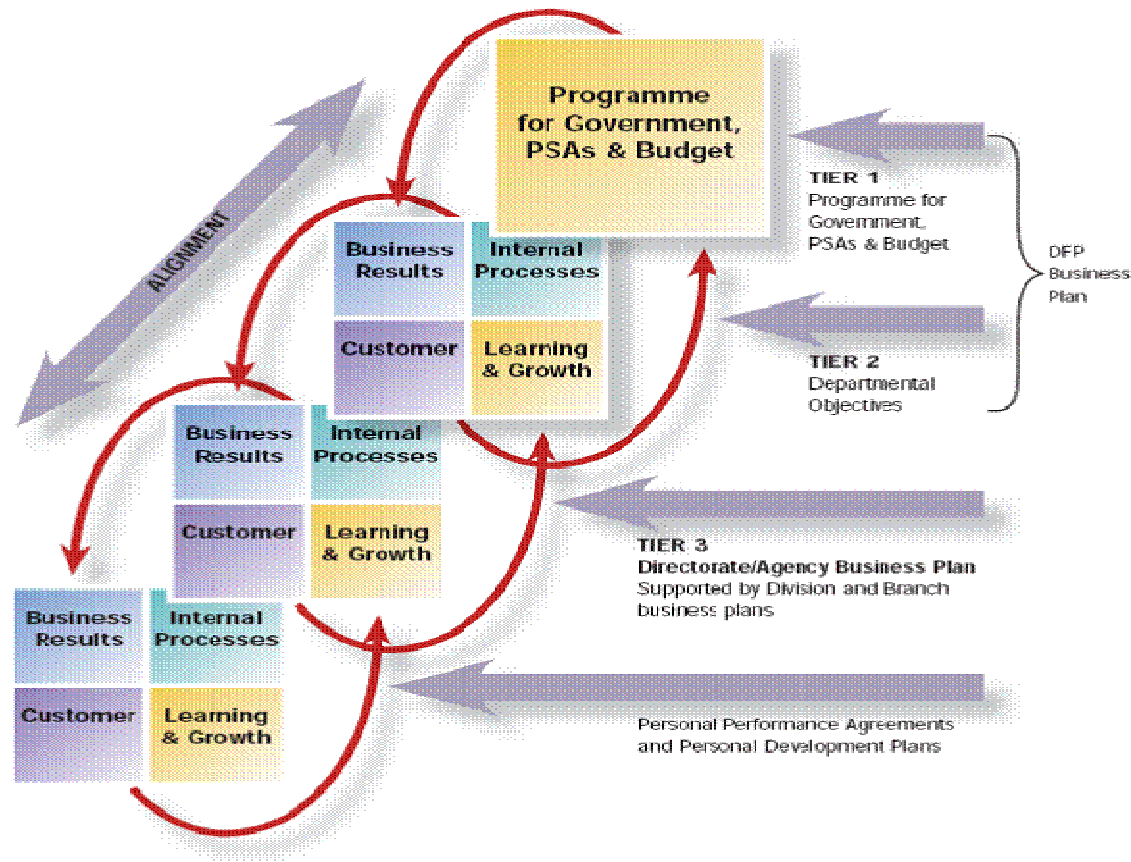 Programme
for Government,
PSAs & Budget
TIER 1
Programme for
Government,
PSAs & Budget
DFP
Business
Plan
ALIGNMENT
Business
Results
Internal
Processes
Customer
Learning
& Growth
TIER 2
Departmental
Objectives
Business
Results
Internal
Processes
Customer
Learning
& Growth
TIER 3
Directorate/Agency Business Plan
Supported by Division and Branch
business plans
Business
Results
Internal
Processes
Customer
Learning
& Growth
Personal Performance Agreements
and Personal Development Plans